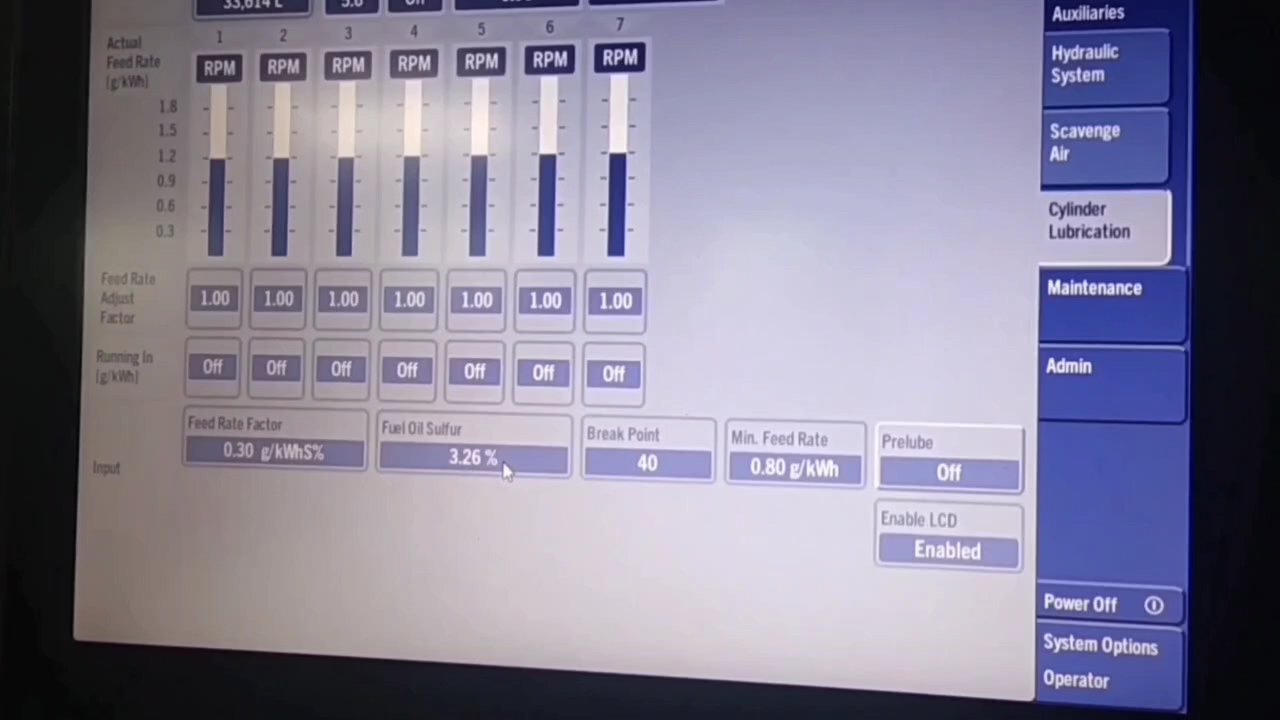 33,614 L
5.0
Off
Actual
Feed Rate
(g/kWh)
1 2 3 4 5 6 7
RPM RPM RPM RPM RPM RPM RPM
1.8
1.5
1.2
0.9
0.6
0.3
Feed Rate
Adjust
Factor
1.00 1.00 1.00 1.00 1.00 1.00 1.00
Running In
(g/kWh)
Off Off Off Off Off Off Off
Input
Feed Rate Factor
0.30 g/kWhS%
Fuel Oil Sulfur
3.26 %
Break Point
40
Min. Feed Rate
0.80 g/kWh
Prelube
Off
Enable LCD
Enabled
Auxiliaries
Hydraulic
System
Scavenge
Air
Cylinder
Lubrication
Maintenance
Admin
Power Off
System Options
Operator